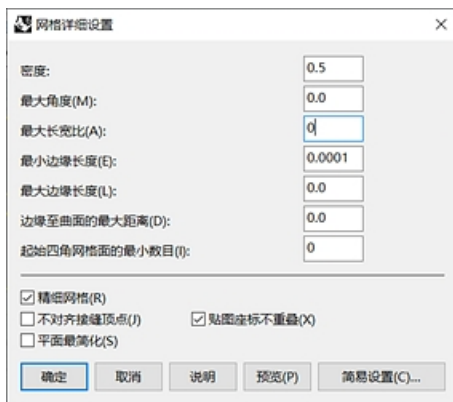 网格详细设置
密度: 0.5
最大角度(M): 0.0
最大长宽比(A): 0
最小边缘长度(E): 0.0001
最大边缘长度(L): 0.0
边缘至曲面的最大距离(D): 0.0
起始四角网格面的最小数目(I): 0
精细网格(R)
不对齐接缝顶点(J) 贴图座标不重叠(X)
平面最简化(S)
确定 取消 说明 预览(P) 简易设置(C)...